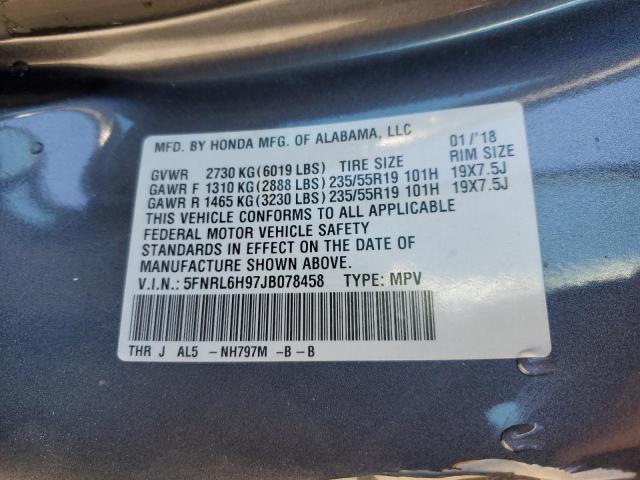 MFD. BY HONDA MFG. OF ALABAMA, LLC 01/'18
GVWR 2730 KG(6019 LBS) TIRE SIZE RIM SIZE
GAWR F 1310 KG(2888 LBS) 235/55R19 101H 19X7.5J
GAWR R 1465 KG(3230 LBS) 235/55R19 101H 19X7.5J
THIS VEHICLE CONFORMS TO ALL APPLICABLE
FEDERAL MOTOR VEHICLE SAFETY
STANDARDS IN EFFECT ON THE DATE OF
MANUFACTURE SHOWN ABOVE.
V.I.N.: 5FNRL6H97JB078458 TYPE: MPV
THR J AL5 -NH797M -B-B